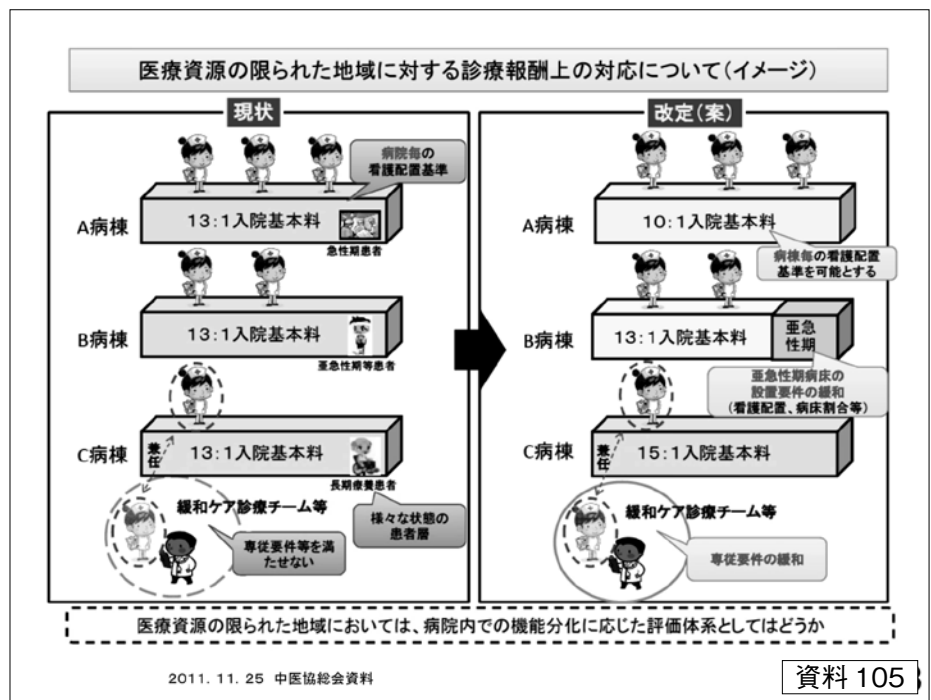 医療資源の限られた地域に対する診療報酬上の対応について(イメージ)
現状
病院毎の
看護配置基準
A病棟
13:1入院基本料
急性期患者
B病棟
13:1入院基本料
亜急性期等患者
C病棟
兼任
13:1入院基本料
長期療養患者
緩和ケア診療チーム等
専従要件等を満
たせない
様々な状態の
患者層
改定(案)
A病棟
10:1入院基本料
病棟毎の看護配置
基準を可能とする
B病棟
13:1入院基本料
亜急
性期
亜急性期病床の
設置要件の緩和
(看護配置、病床割合等)
C病棟
兼任
15:1入院基本料
緩和ケア診療チーム等
専従要件の緩和
医療資源の限られた地域においては、病院内での機能分化に応じた評価体系としてはどうか
2011. 11. 25 中医協総会資料
資料 105